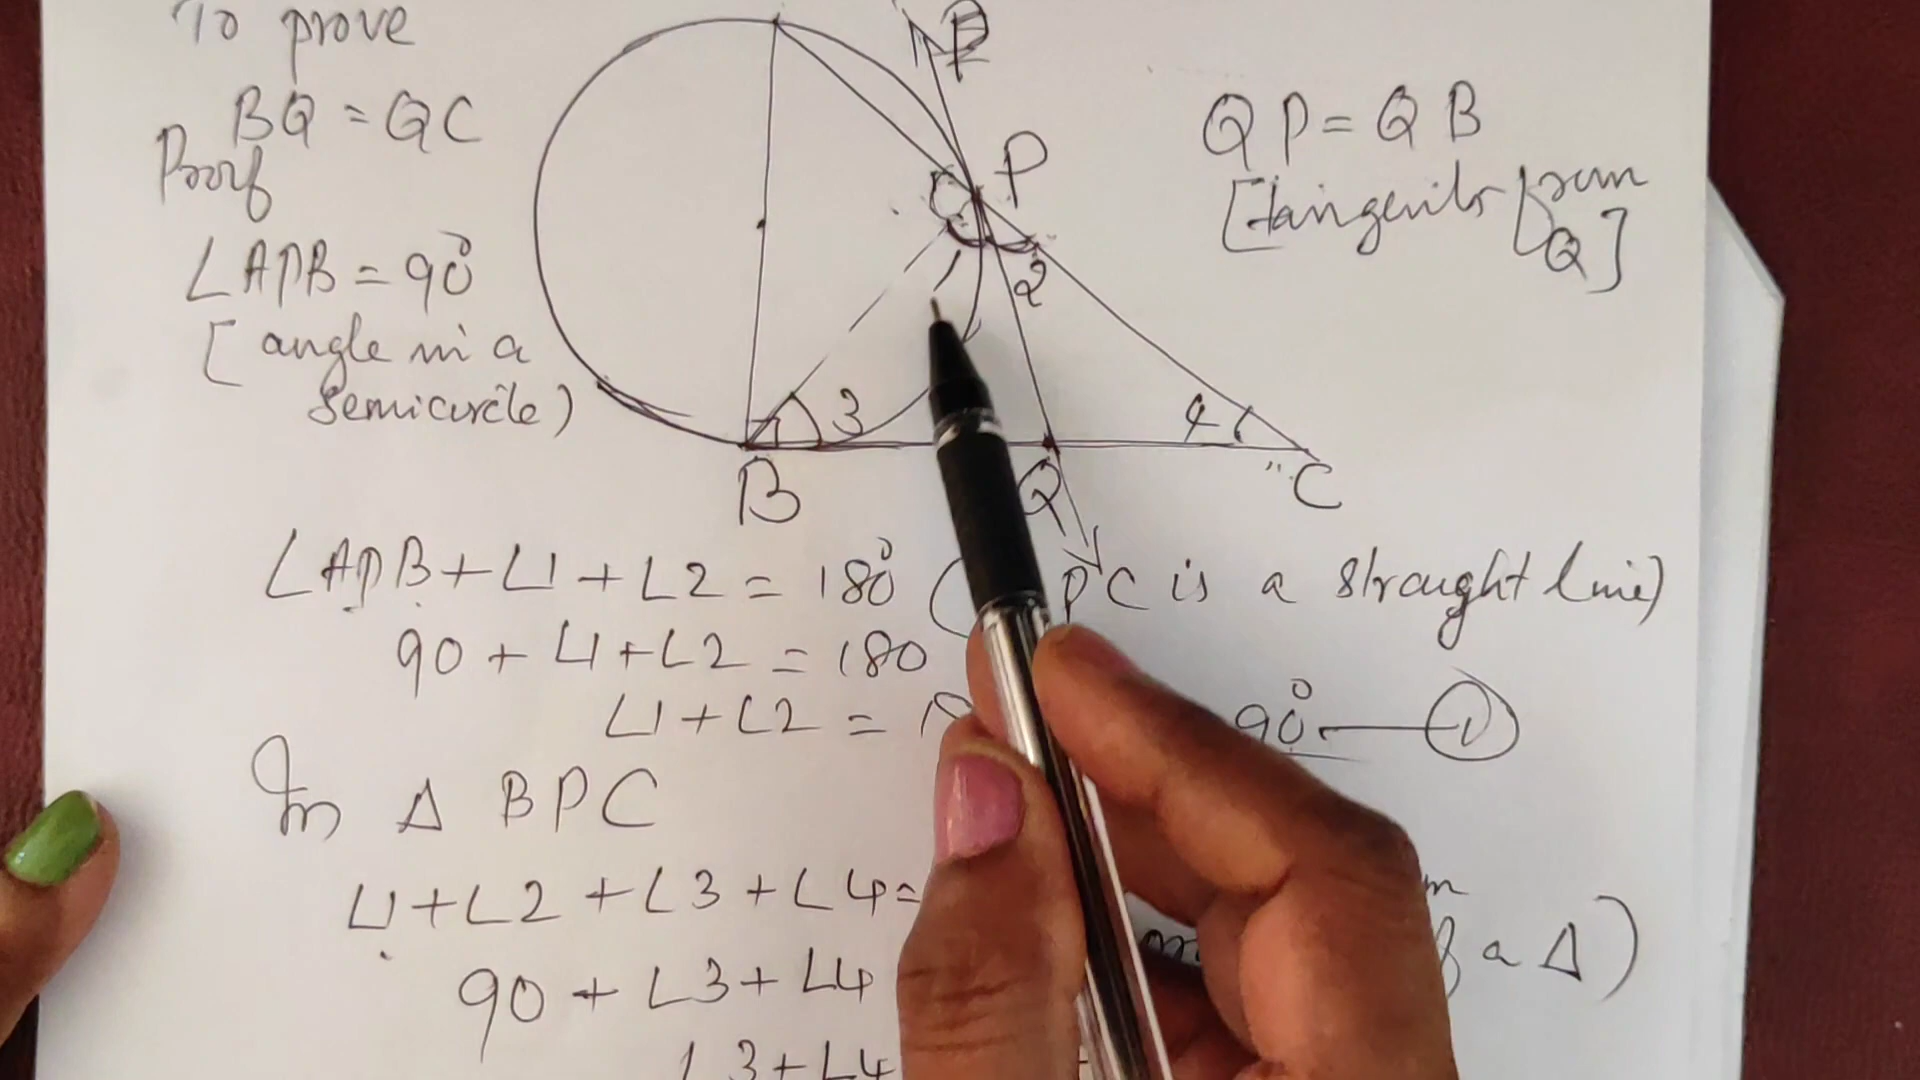 To prove
BQ = QC
Proof
∠APB = 90°
[angle in a
semicircle)
P
2
3
4
B
Q
C
QP = QB
[tangents from
Q]
∠APB + ∠1 + ∠2 = 180° ( PC is a straight line)
90 + ∠1 + ∠2 = 180
∠1 + ∠2 = 90° — ①
In Δ BPC
∠1 + ∠2 + ∠3 + ∠4 =
of a Δ)
90 + ∠3 + ∠4
∠3 + ∠4